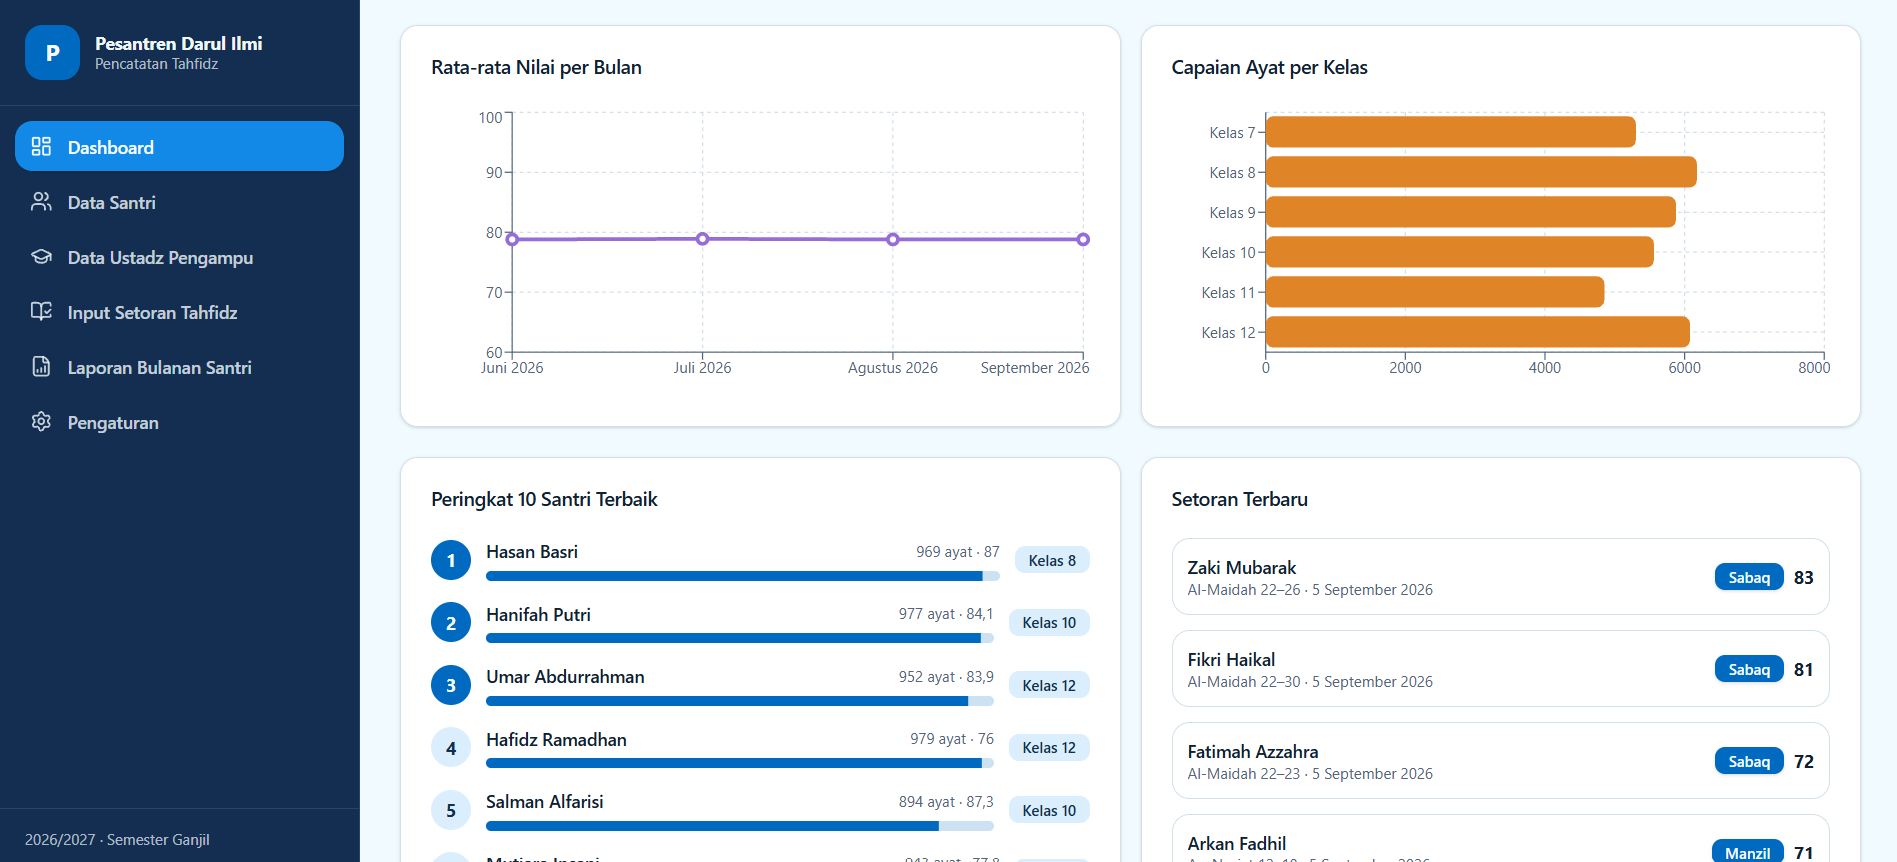 P
Pesantren Darul Ilmi
Pencatatan Tahfidz
Dashboard
Data Santri
Data Ustadz Pengampu
Input Setoran Tahfidz
Laporan Bulanan Santri
Pengaturan
2026/2027 · Semester Ganjil
Rata-rata Nilai per Bulan
100
90
80
70
60
Juni 2026
Juli 2026
Agustus 2026
September 2026
Capaian Ayat per Kelas
Kelas 7
Kelas 8
Kelas 9
Kelas 10
Kelas 11
Kelas 12
0
2000
4000
6000
8000
Peringkat 10 Santri Terbaik
1
Hasan Basri
969 ayat · 87
Kelas 8
2
Hanifah Putri
977 ayat · 84,1
Kelas 10
3
Umar Abdurrahman
952 ayat · 83,9
Kelas 12
4
Hafidz Ramadhan
979 ayat · 76
Kelas 12
5
Salman Alfarisi
894 ayat · 87,3
Kelas 10
Setoran Terbaru
Zaki Mubarak
Al-Maidah 22–26 · 5 September 2026
Sabaq
83
Fikri Haikal
Al-Maidah 22–30 · 5 September 2026
Sabaq
81
Fatimah Azzahra
Al-Maidah 22–23 · 5 September 2026
Sabaq
72
Arkan Fadhil
Manzil
71